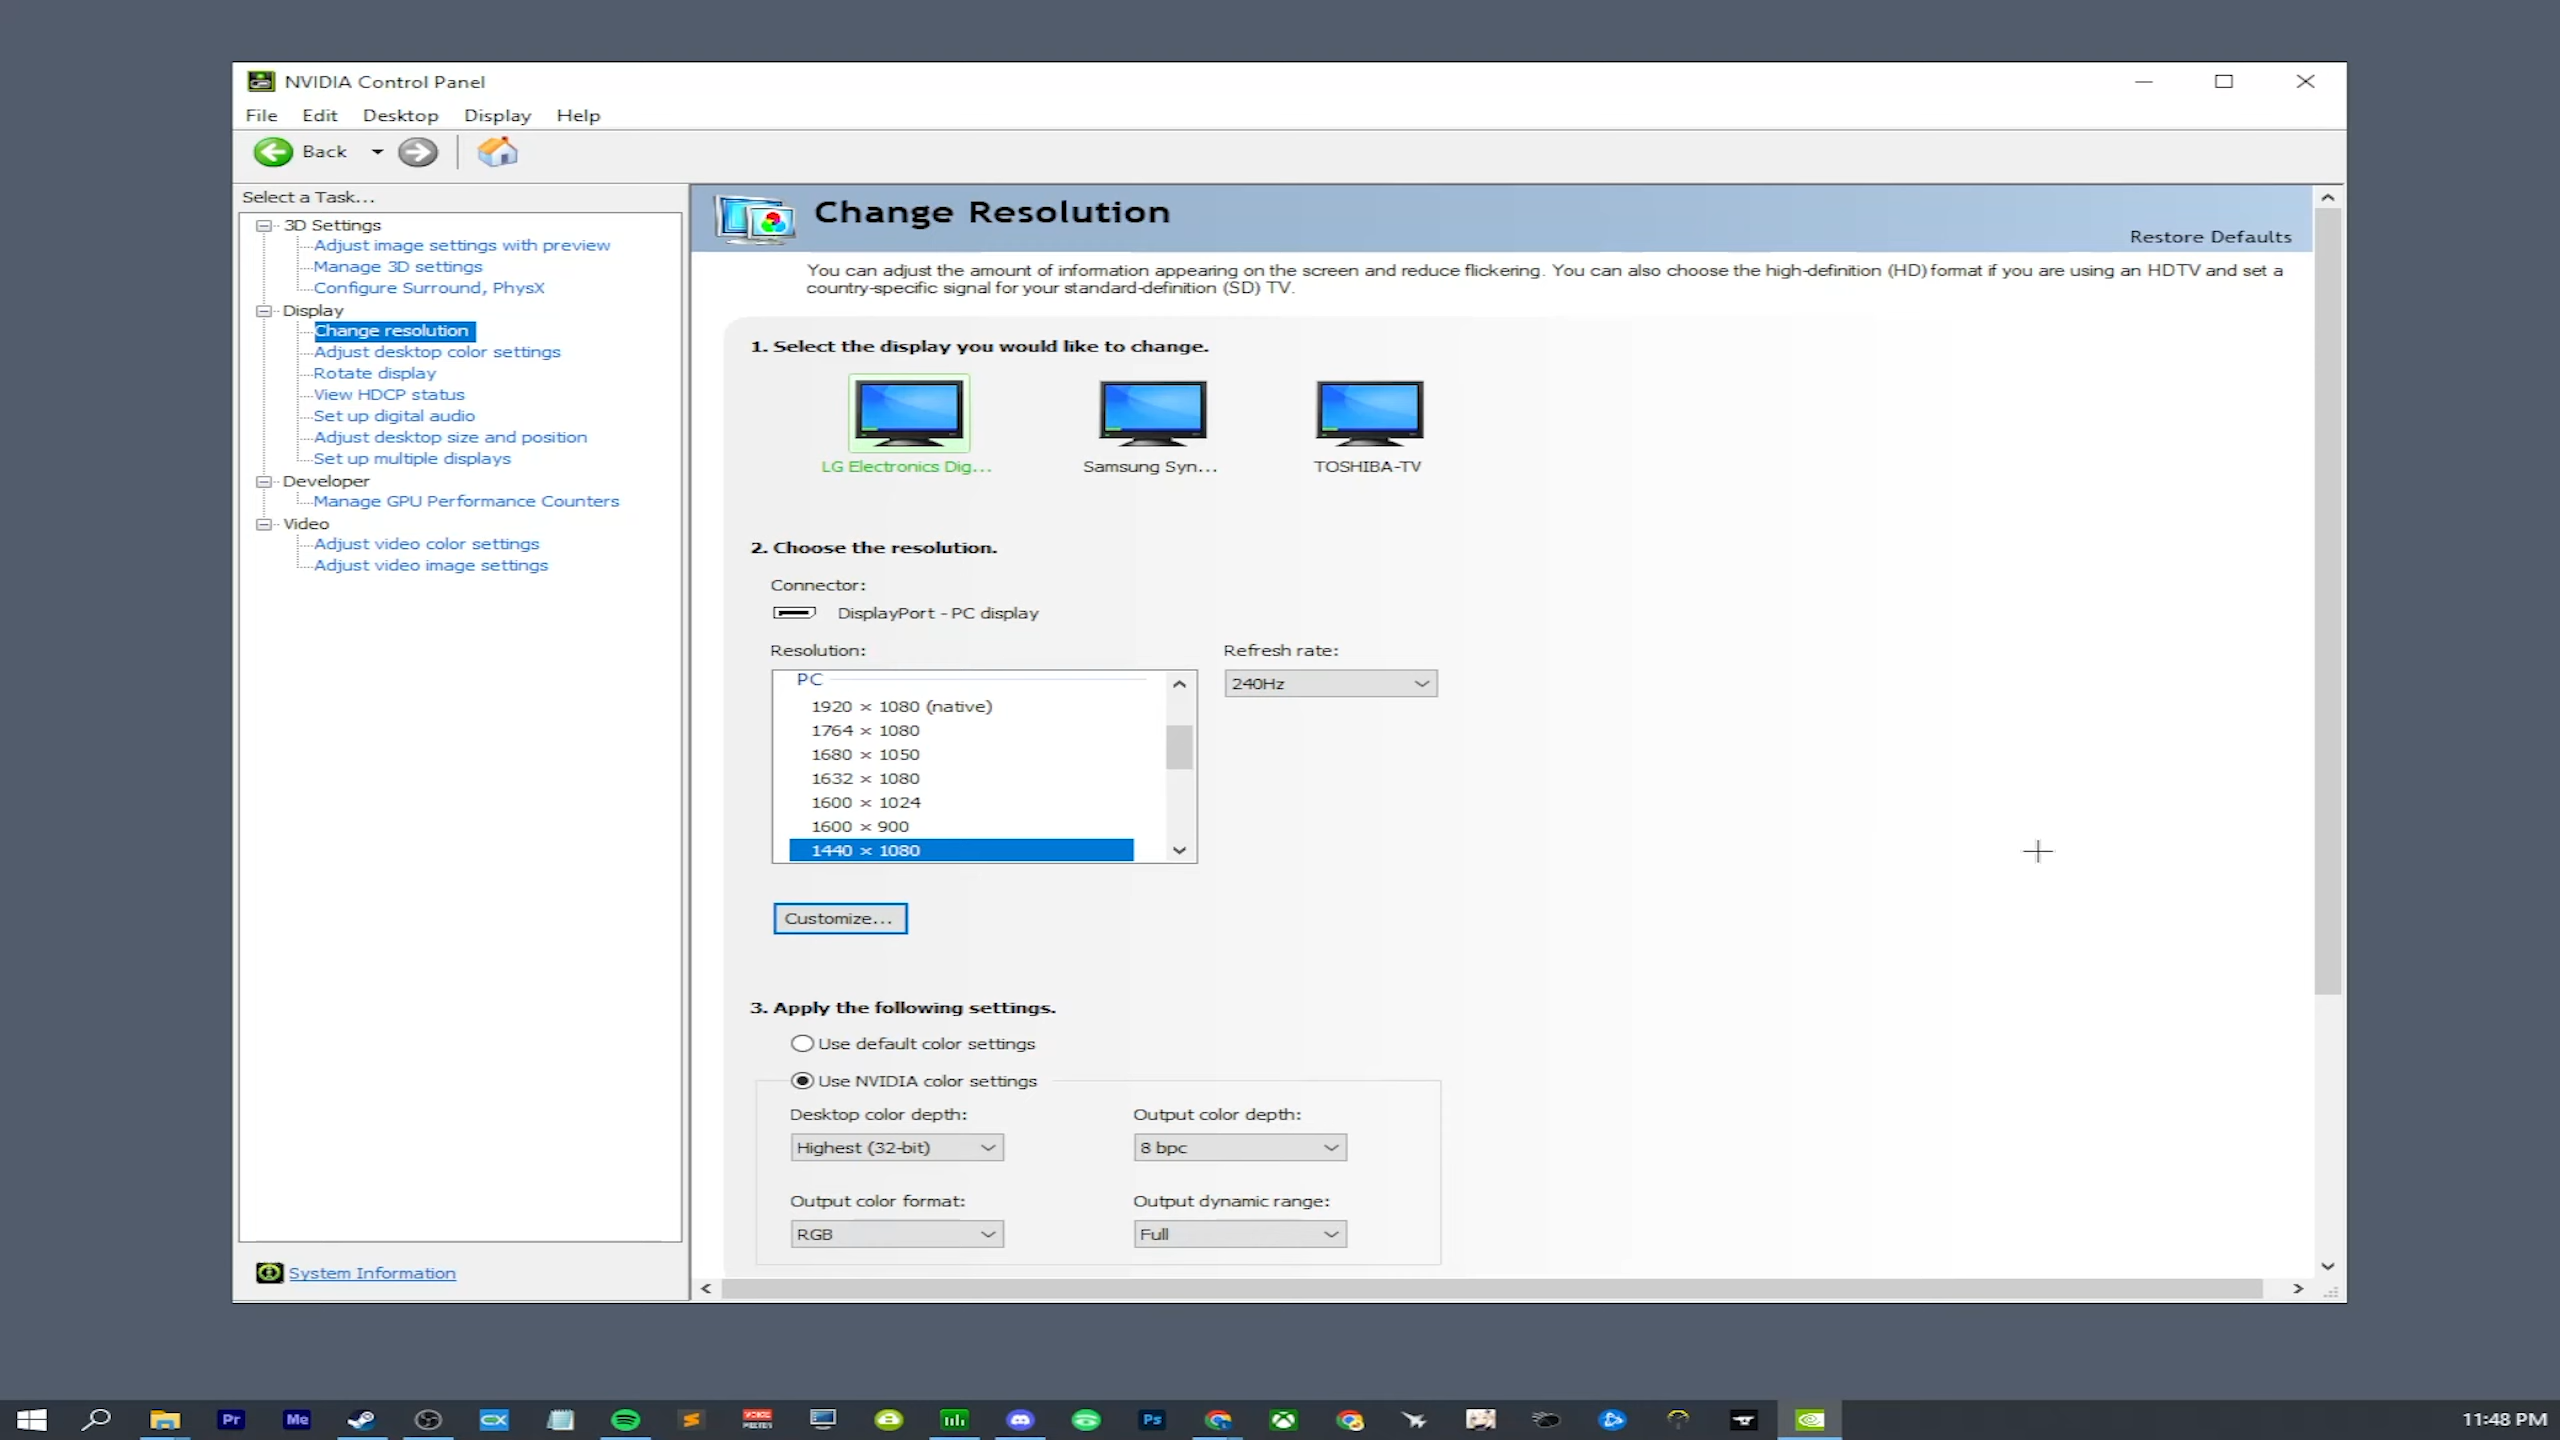 NVIDIA Control Panel
File Edit Desktop Display Help
Back
Select a Task...
3D Settings
Adjust image settings with preview
Manage 3D settings
Configure Surround, PhysX
Display
Change resolution
Adjust desktop color settings
Rotate display
View HDCP status
Set up digital audio
Adjust desktop size and position
Set up multiple displays
Developer
Manage GPU Performance Counters
Video
Adjust video color settings
Adjust video image settings
System Information
Change Resolution
Restore Defaults
You can adjust the amount of information appearing on the screen and reduce flickering. You can also choose the high-definition (HD) format if you are using an HDTV and set a
country-specific signal for your standard-definition (SD) TV.
1. Select the display you would like to change.
LG Electronics Dig... Samsung Syn... TOSHIBA-TV
2. Choose the resolution.
Connector:
DisplayPort - PC display
Resolution: Refresh rate:
PC
240Hz
1920 × 1080 (native)
1764 × 1080
1680 × 1050
1632 × 1080
1600 × 1024
1600 × 900
1440 × 1080
Customize...
3. Apply the following settings.
Use default color settings
Use NVIDIA color settings
Desktop color depth: Output color depth:
Highest (32-bit) 8 bpc
Output color format: Output dynamic range:
RGB Full
Pr Me CX VOICE MEETER Ps
11:48 PM